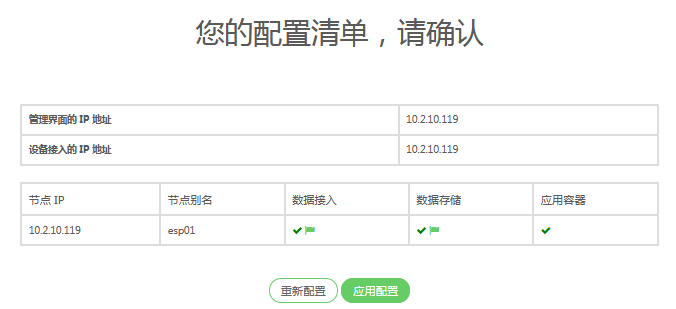 您的配置清单，请确认
管理界面的 IP 地址 10.2.10.119
设备接入的 IP 地址 10.2.10.119
节点 IP 节点别名 数据接入 数据存储 应用容器
10.2.10.119 esp01
重新配置 应用配置